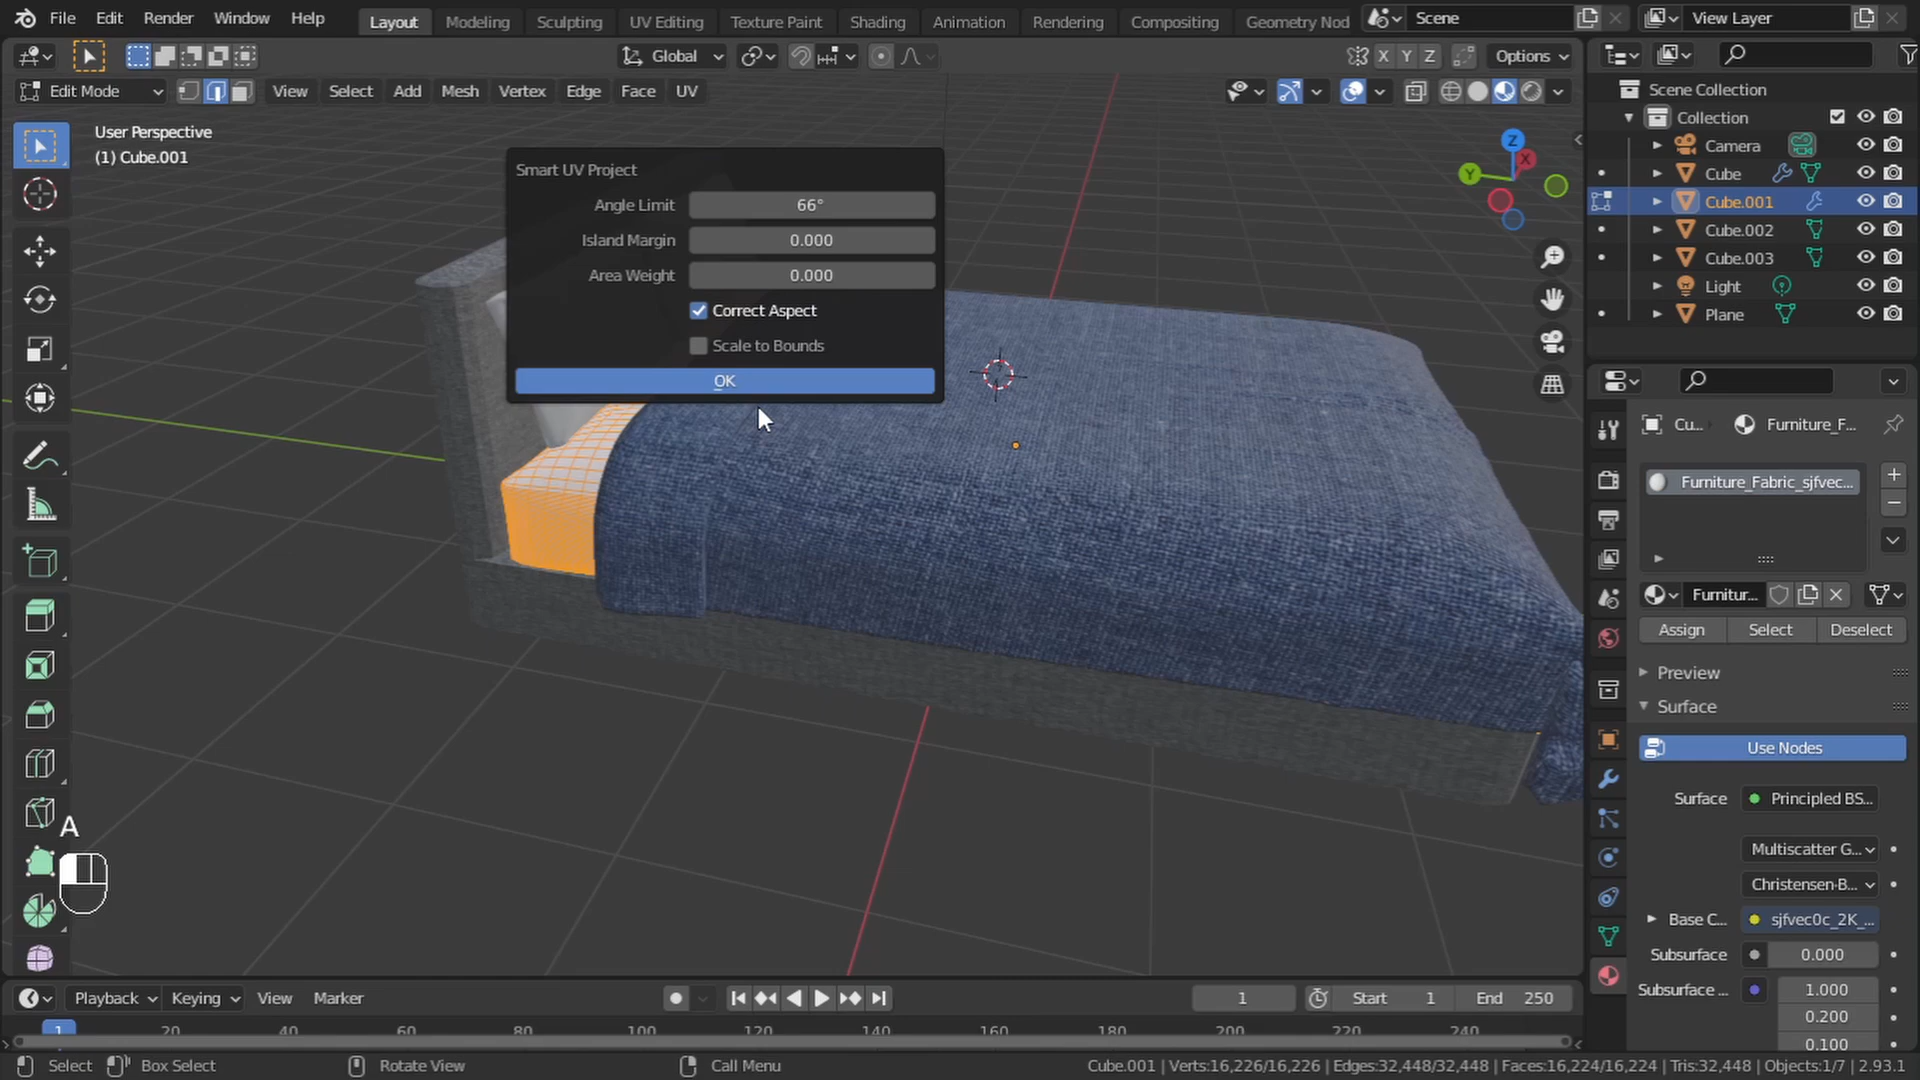 File Edit Render Window Help Layout Modeling Sculpting UV Editing Texture Paint Shading Animation Rendering Compositing Geometry Nod Scene View Layer
Global X Y Z Options
Edit Mode View Select Add Mesh Vertex Edge Face UV
User Perspective
(1) Cube.001
Smart UV Project
Angle Limit 66°
Island Margin 0.000
Area Weight 0.000
Correct Aspect
Scale to Bounds
OK
Z
X
Y
A
Scene Collection
Collection
Camera
Cube
Cube.001
Cube.002
Cube.003
Light
Plane
Cu... Furniture_F...
Furniture_Fabric_sjfvec...
Furnitur...
Assign Select Deselect
Preview
Surface
Use Nodes
Surface Principled BS...
Multiscatter G...
Christensen-B...
Base C... sjfvec0c_2K_...
Subsurface 0.000
Subsurface ... 1.000
0.200
0.100
Playback Keying View Marker 1 Start 1 End 250
1 20 40 60 80 100 120 140 160 180 200 220 240
Select Box Select Rotate View Call Menu Cube.001 | Verts:16,226/16,226 | Edges:32,448/32,448 | Faces:16,224/16,224 | Tris:32,448 | Objects:1/7 | 2.93.1